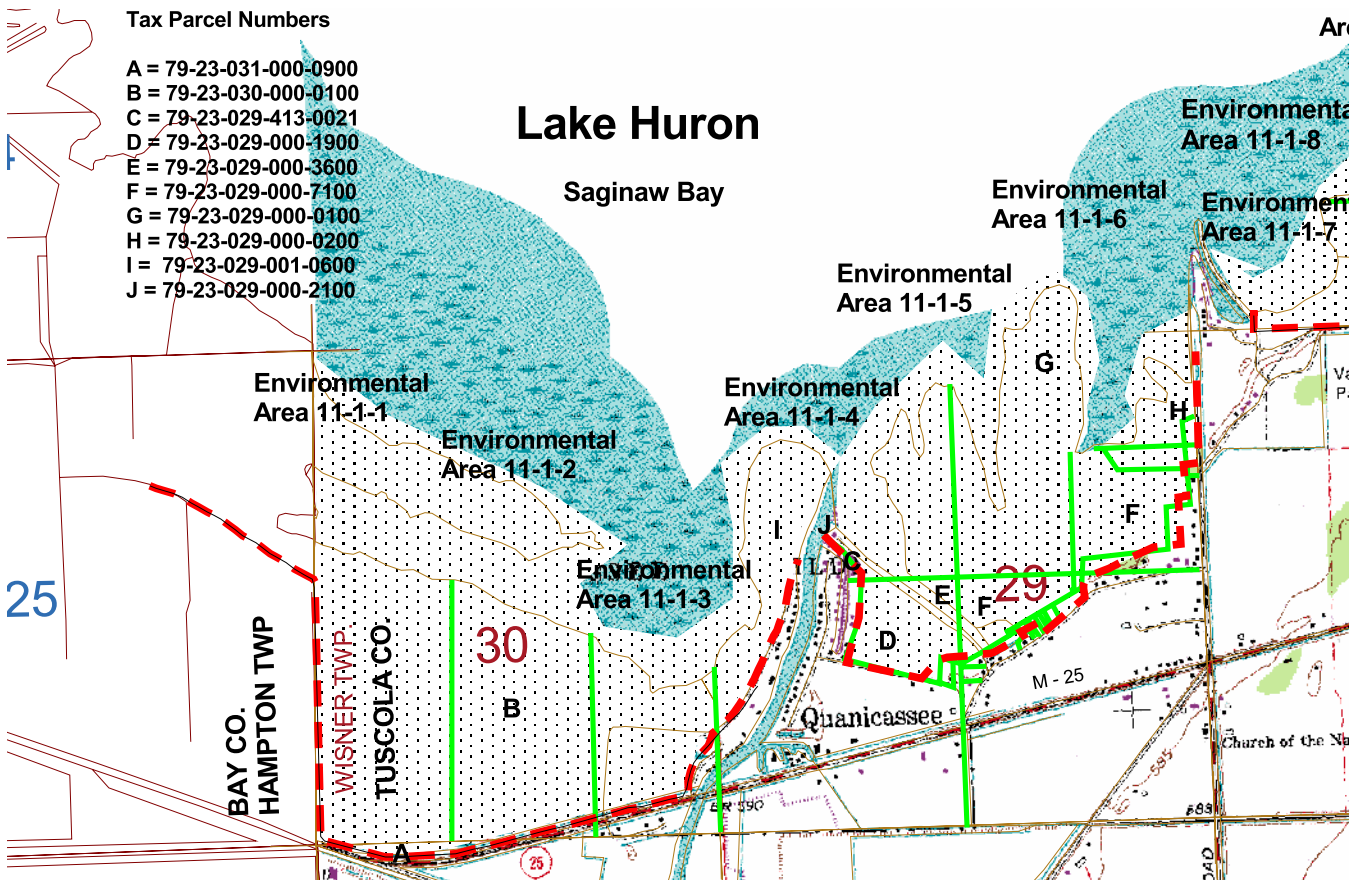 Tax Parcel Numbers
A = 79-23-031-000-0900
B = 79-23-030-000-0100
C = 79-23-029-413-0021
D = 79-23-029-000-1900
E = 79-23-029-000-3600
F = 79-23-029-000-7100
G = 79-23-029-000-0100
H = 79-23-029-000-0200
I = 79-23-029-001-0600
J = 79-23-029-000-2100
Lake Huron
Saginaw Bay
Environmental
Area 11-1-8
Environmental
Area 11-1-6
Environmen
Area 11-1-7
Environmental
Area 11-1-5
Environmental
Area 11-1-1
Environmental
Area 11-1-4
Environmental
Area 11-1-2
Environmental
Area 11-1-3
G
H
F
I
J
C
E
F
29
D
25
30
B
A
BAY CO.
HAMPTON TWP
WISNER TWP.
TUSCOLA CO.
M - 25
Quanicassee
Church of the Na
585
588
25